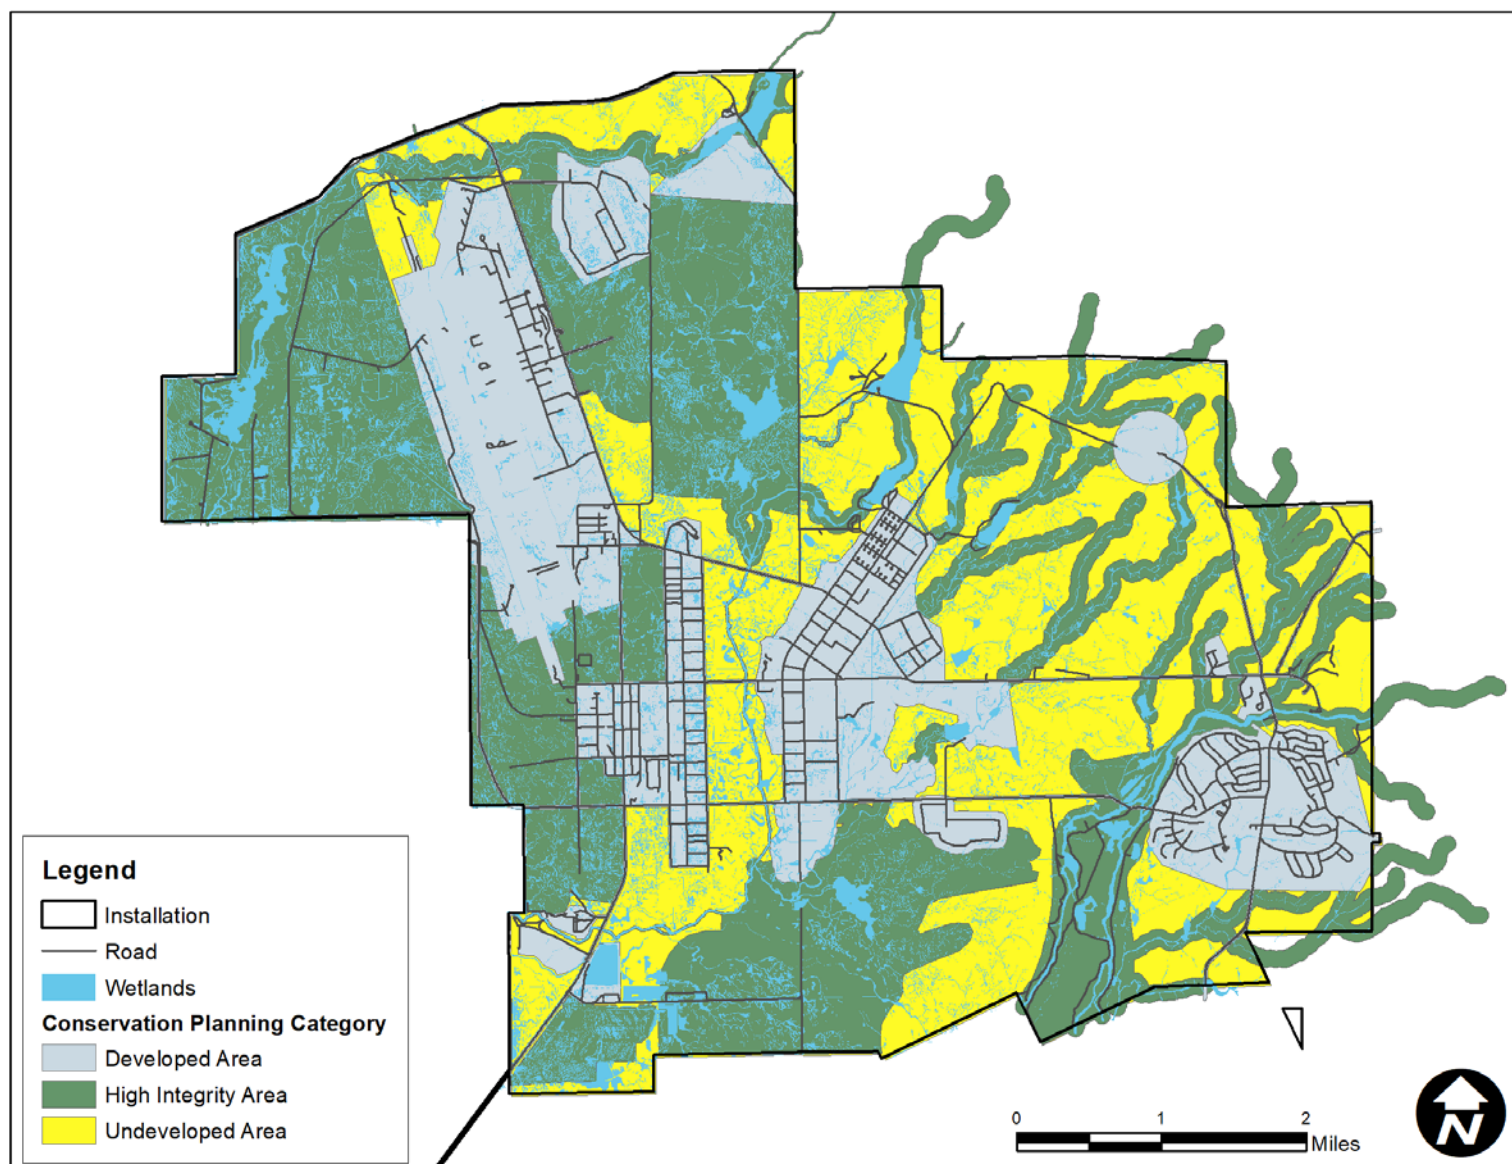 Legend
Installation
Road
Wetlands
Conservation Planning Category
Developed Area
High Integrity Area
Undeveloped Area
0 1 2
Miles
N